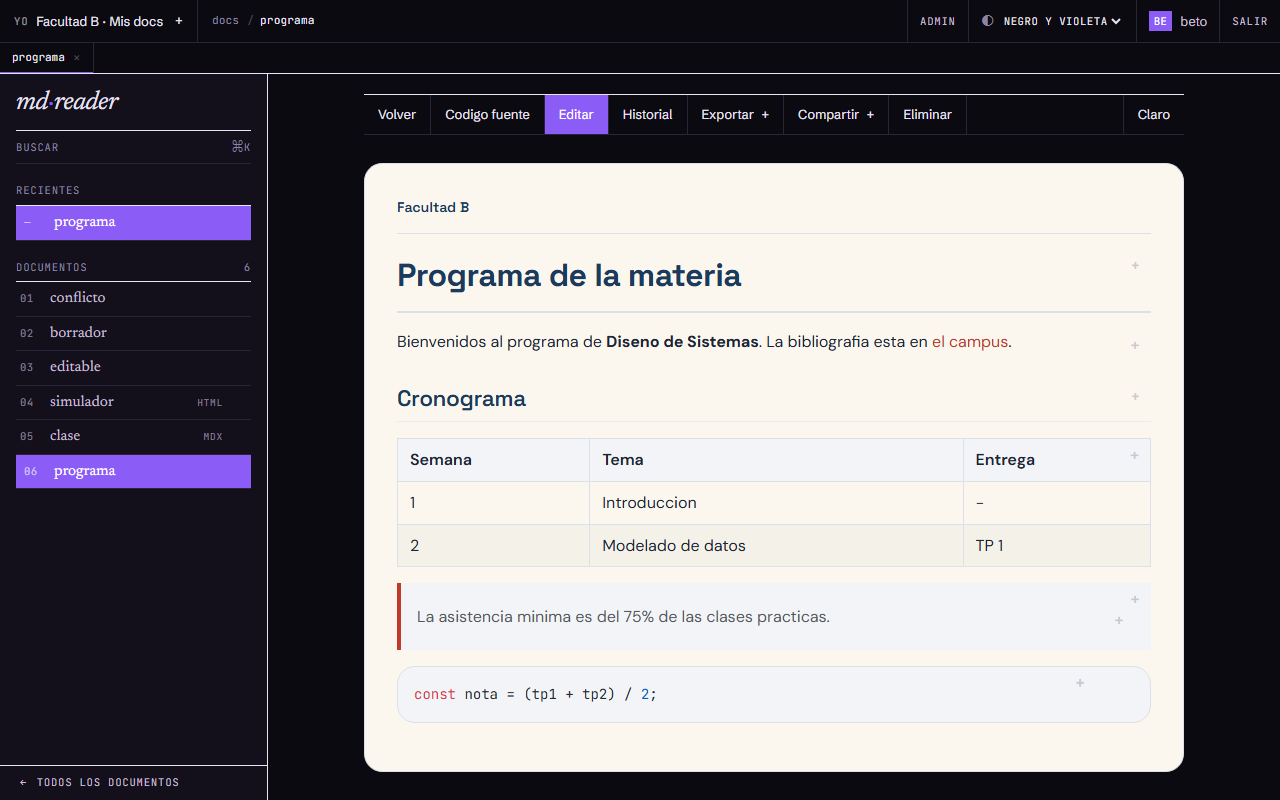 YO Facultad B · Mis docs +
docs / programa
ADMIN
NEGRO Y VIOLETA
BE beto
SALIR
programa ×
md·reader
BUSCAR ⌘K
RECIENTES
— programa
DOCUMENTOS 6
01 conflicto
02 borrador
03 editable
04 simulador HTML
05 clase MDX
06 programa
← TODOS LOS DOCUMENTOS
Volver Codigo fuente Editar Historial Exportar + Compartir + Eliminar Claro
Facultad B
Programa de la materia +
Bienvenidos al programa de Diseno de Sistemas. La bibliografia esta en el campus. +
Cronograma +
Semana Tema Entrega +
1 Introduccion –
2 Modelado de datos TP 1
+
La asistencia minima es del 75% de las clases practicas. +
+
const nota = (tp1 + tp2) / 2;